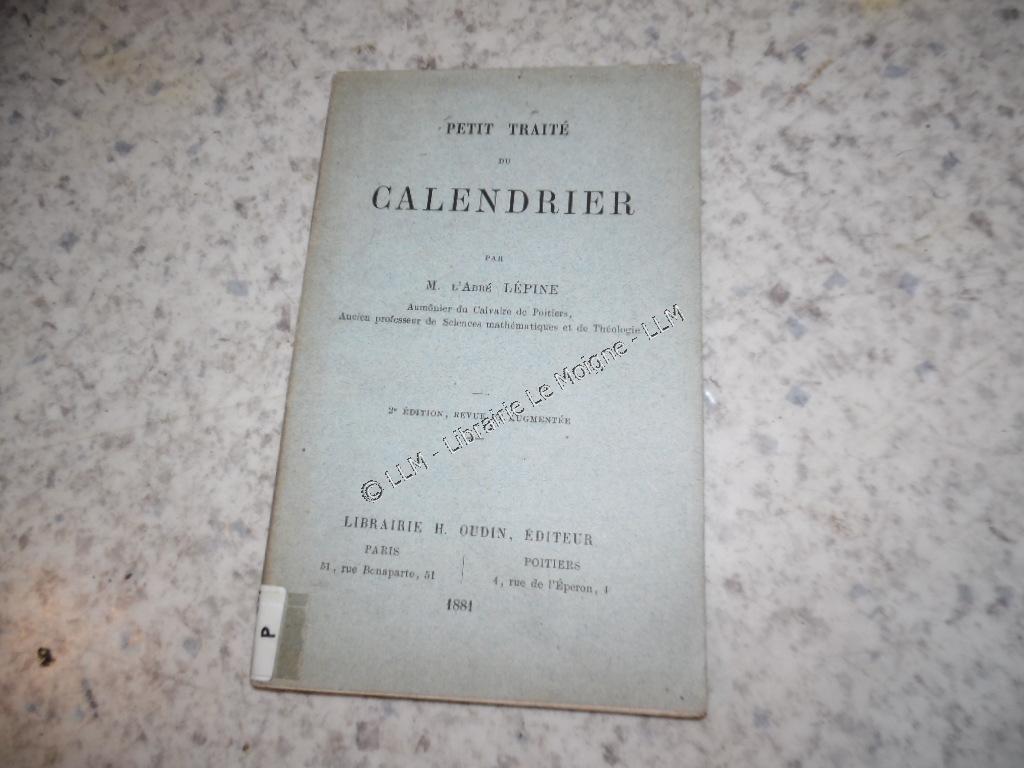 PETIT TRAITÉ
DU
CALENDRIER
PAR
M. L'ABBÉ LÉPINE
Aumônier du Calvaire de Poitiers,
Ancien professeur de Sciences mathématiques et de Théologie
2e ÉDITION, REVUE AUGMENTÉE
© LLM - Librairie Le Moigne - LLM
LIBRAIRIE H. OUDIN, ÉDITEUR
PARIS
51, rue Bonaparte, 51
POITIERS
4, rue de l'Éperon, 4
1881
P